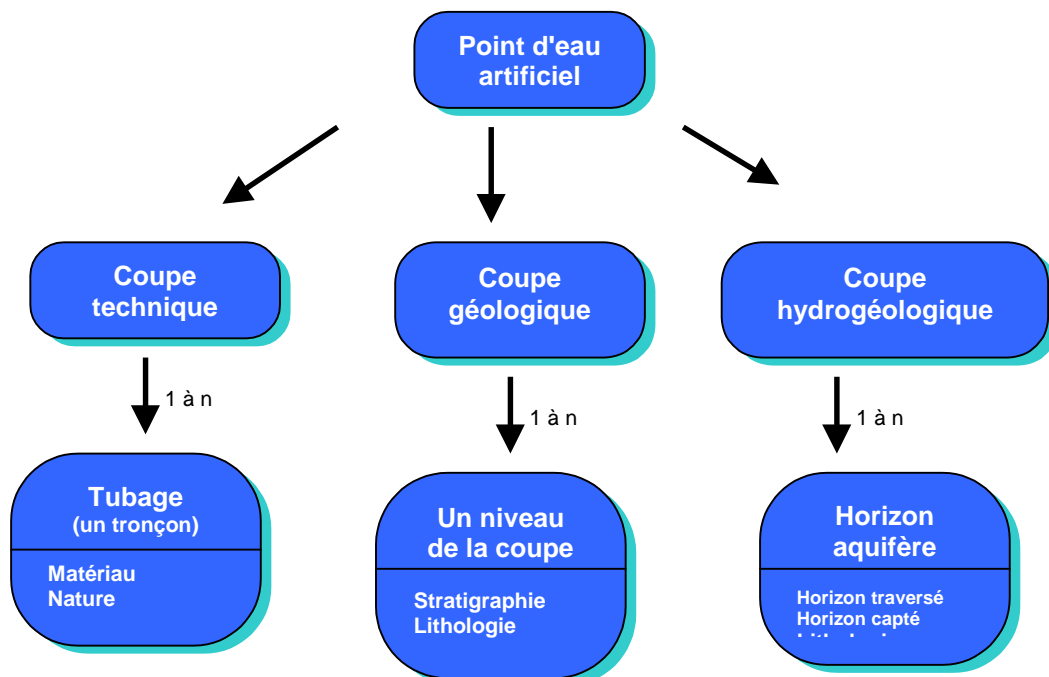 Point d'eau
artificiel
Coupe
technique
Coupe
géologique
Coupe
hydrogéologique
1 à n
1 à n
1 à n
Tubage
(un tronçon)
Matériau
Nature
Un niveau
de la coupe
Stratigraphie
Lithologie
Horizon
aquifère
Horizon traversé
Horizon capté